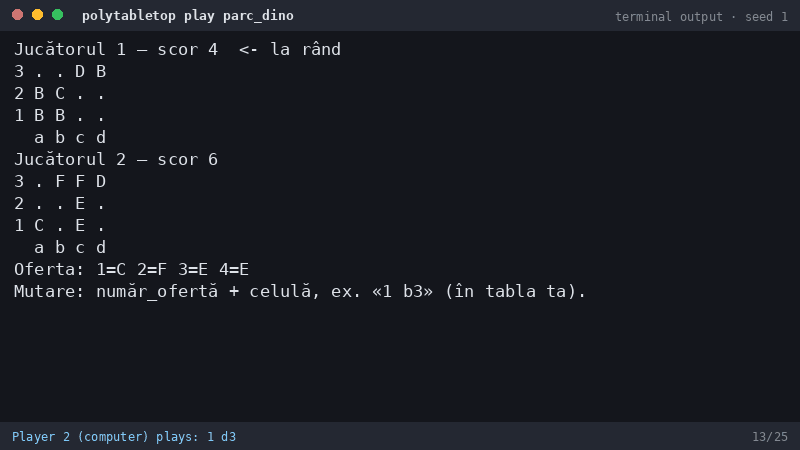 polytabletop play parc_dino
terminal output · seed 1
Jucătorul 1 — scor 4  <- la rând
3 . . D B
2 B C . .
1 B B . .
  a b c d
Jucătorul 2 — scor 6
3 . F F D
2 . . E .
1 C . E .
  a b c d
Oferta: 1=C 2=F 3=E 4=E
Mutare: număr_ofertă + celulă, ex. «1 b3» (în tabla ta).
Player 2 (computer) plays: 1 d3
13/25